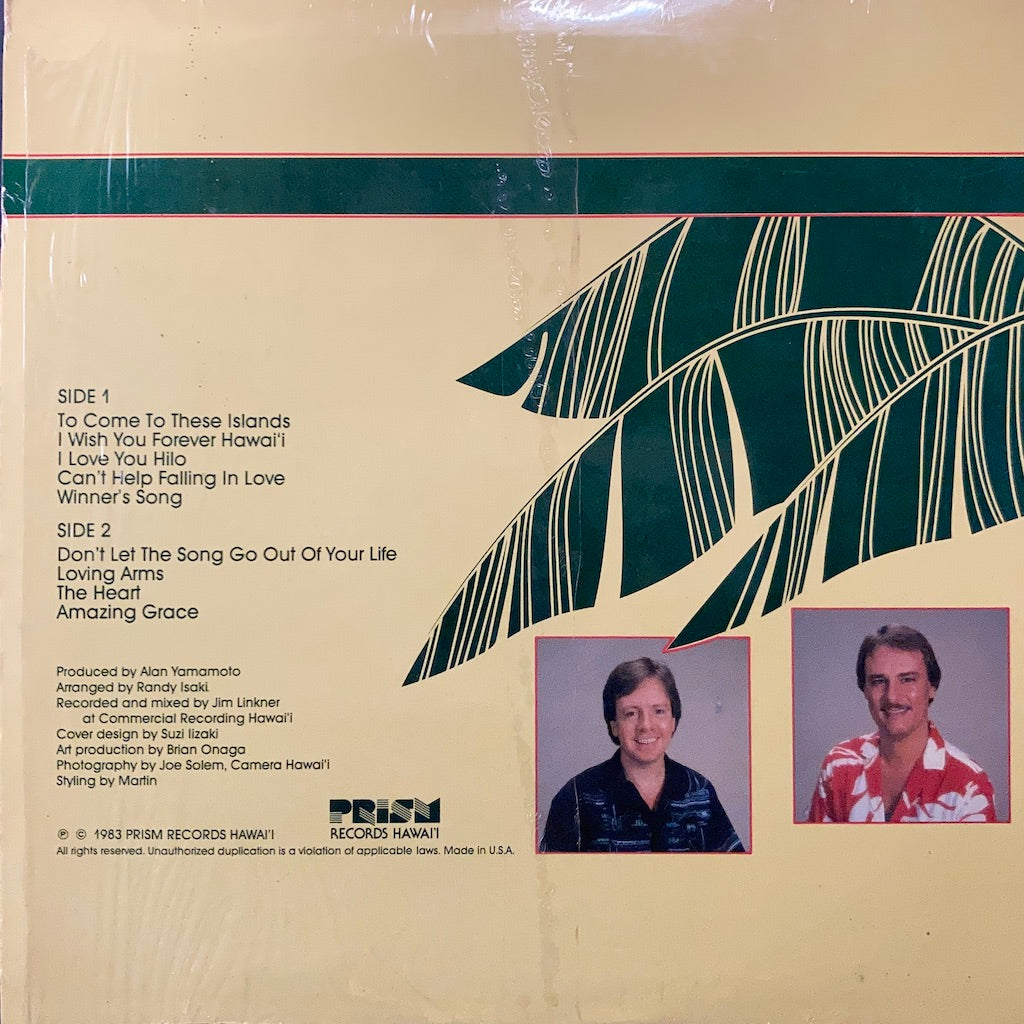 SIDE 1
To Come To These Islands
I Wish You Forever Hawai'i
I Love You Hilo
Can't Help Falling In Love
Winner's Song
SIDE 2
Don't Let The Song Go Out Of Your Life
Loving Arms
The Heart
Amazing Grace
Produced by Alan Yamamoto
Arranged by Randy Isaki
Recorded and mixed by Jim Linkner
at Commercial Recording Hawai'i
Cover design by Suzi Iizaki
Art production by Brian Onaga
Photography by Joe Solem, Camera Hawai'i
Styling by Martin
PRISM
RECORDS HAWAI'I
℗ © 1983 PRISM RECORDS HAWAI'I
All rights reserved. Unauthorized duplication is a violation of applicable laws. Made in U.S.A.